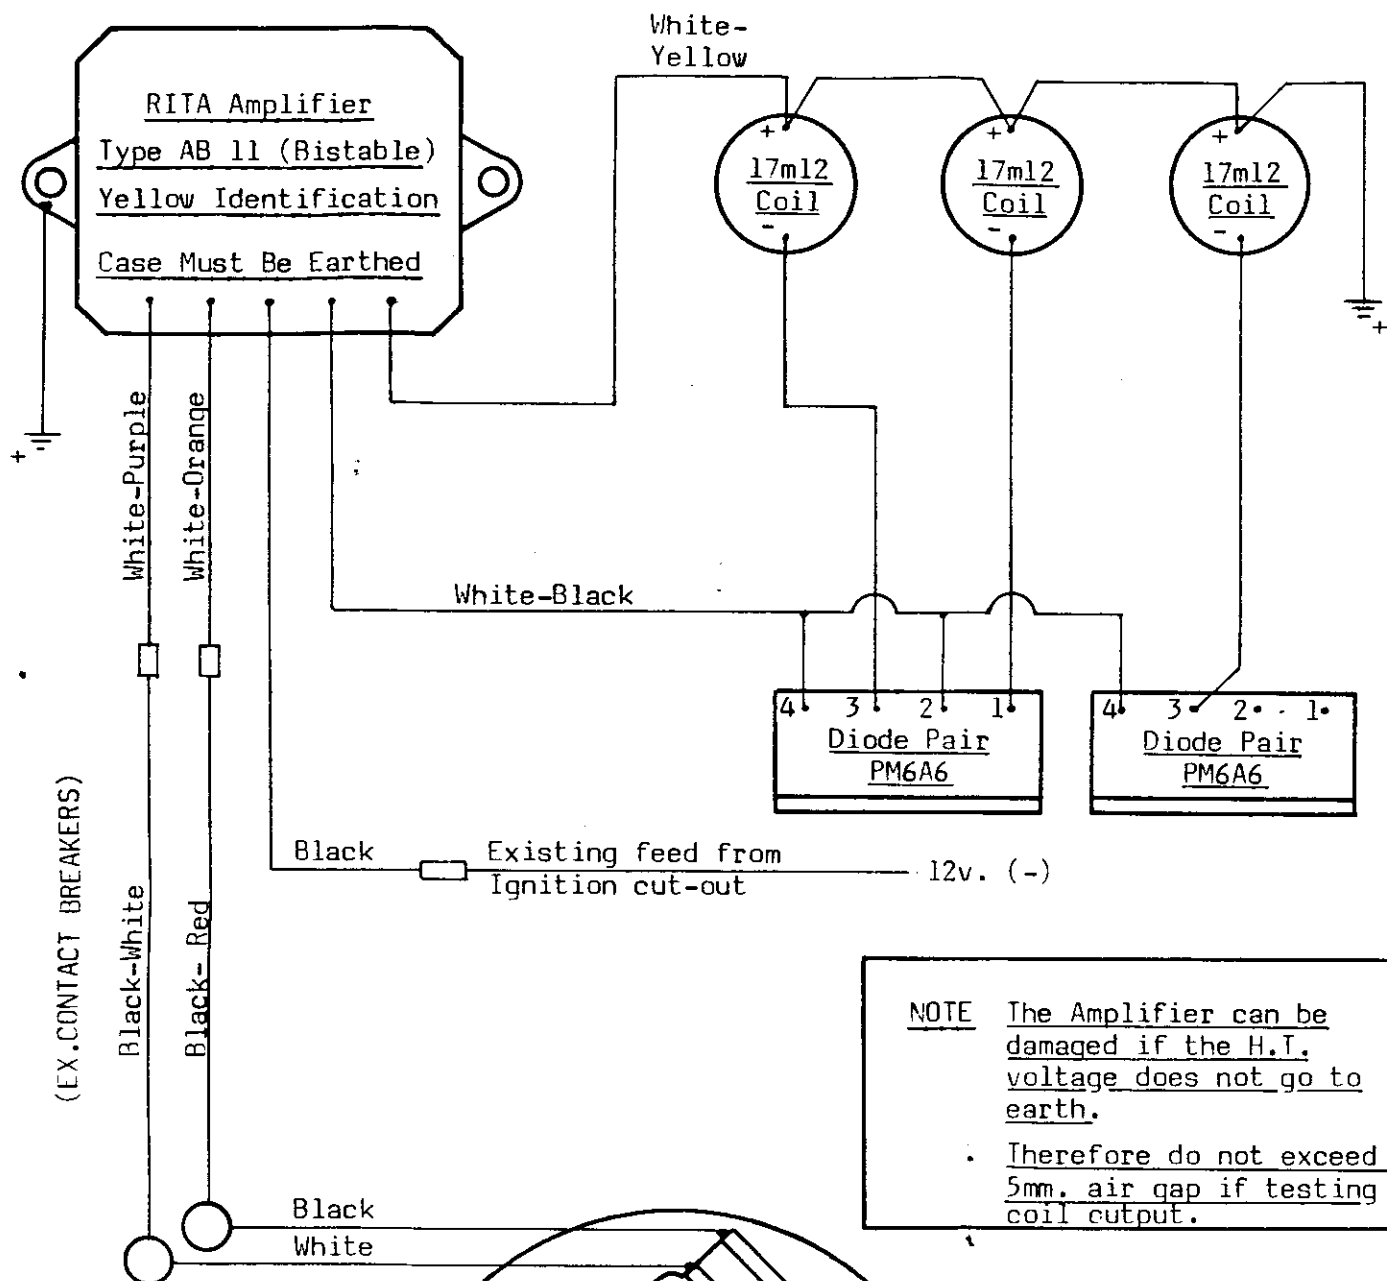 RITA Amplifier
Type AB 11 (Bistable)
Yellow Identification
Case Must Be Earthed
White-
Yellow
+
17m12
Coil
-
+
17m12
Coil
-
+
17m12
Coil
-
+
+
White-Purple
White-Orange
White-Black
4 3 2 1
Diode Pair
PM6A6
4 3 2 1
Diode Pair
PM6A6
Black
Existing feed from
Ignition cut-out
12v. (-)
(EX.CONTACT BREAKERS)
Black-White
Black- Red
NOTE The Amplifier can be
damaged if the H.T.
voltage does not go to
earth.
Therefore do not exceed
5mm. air gap if testing
coil cutput.
Black
White